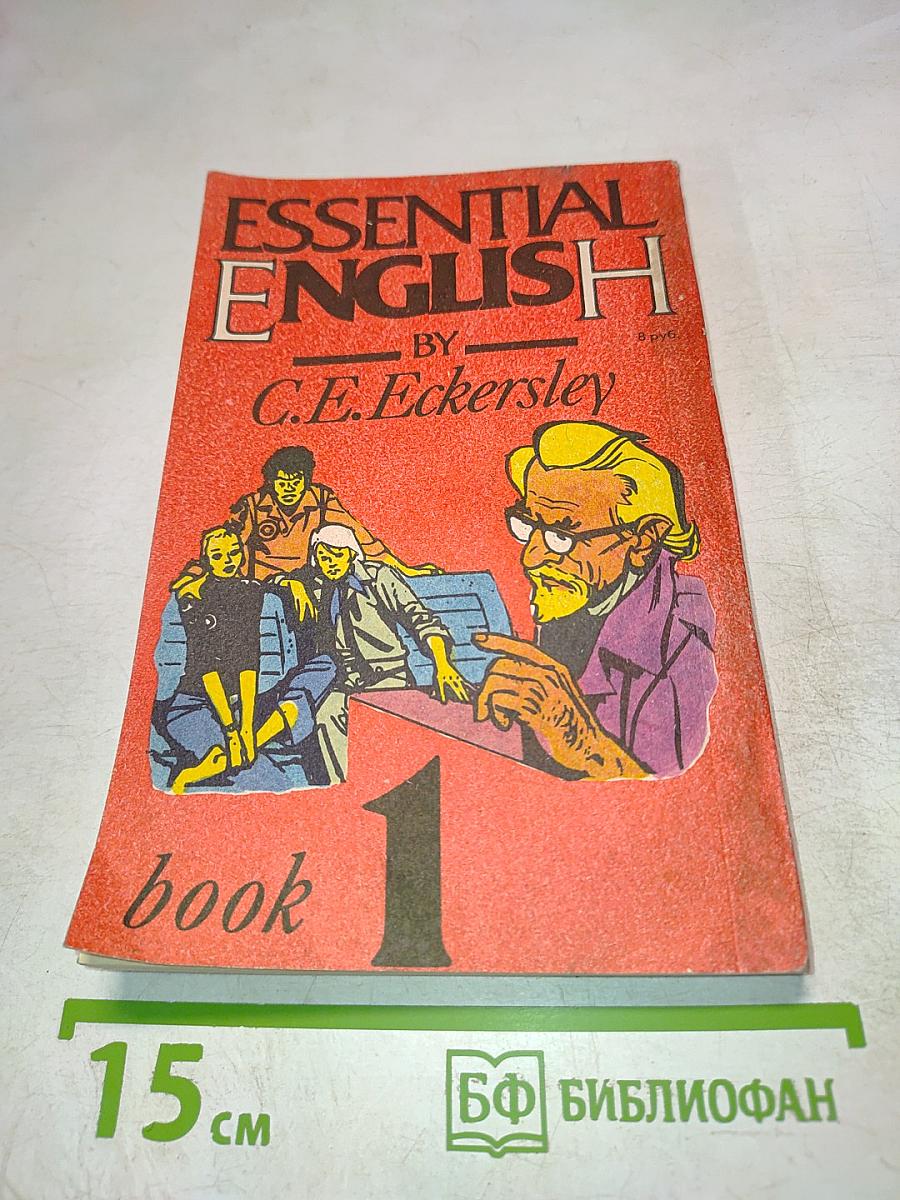 ESSENTIAL
ENGLISH
8 руб.
BY
C.E. Eckersley
book 1
15 см
БФ БИБЛИОФАН